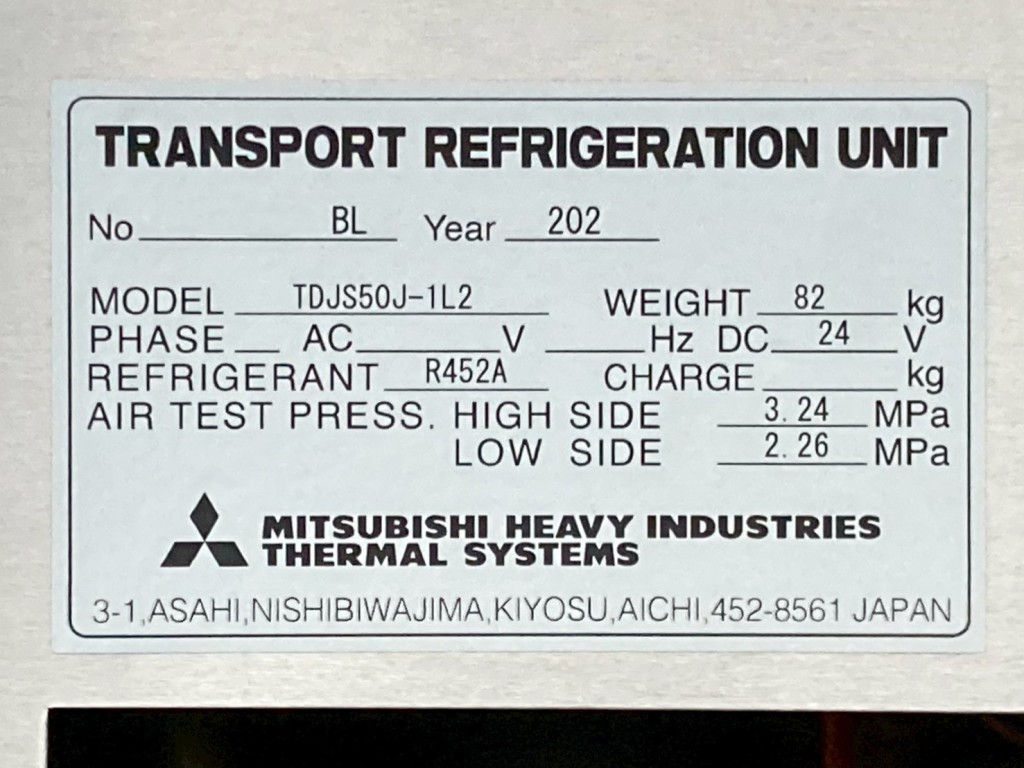 TRANSPORT REFRIGERATION UNIT
No BL Year 202
MODEL TDJS50J-1L2 WEIGHT 82 kg
PHASE AC V Hz DC 24 V
REFRIGERANT R452A CHARGE kg
AIR TEST PRESS. HIGH SIDE 3.24 MPa
LOW SIDE 2.26 MPa
MITSUBISHI HEAVY INDUSTRIES
THERMAL SYSTEMS
3-1,ASAHI,NISHIBIWAJIMA,KIYOSU,AICHI,452-8561 JAPAN